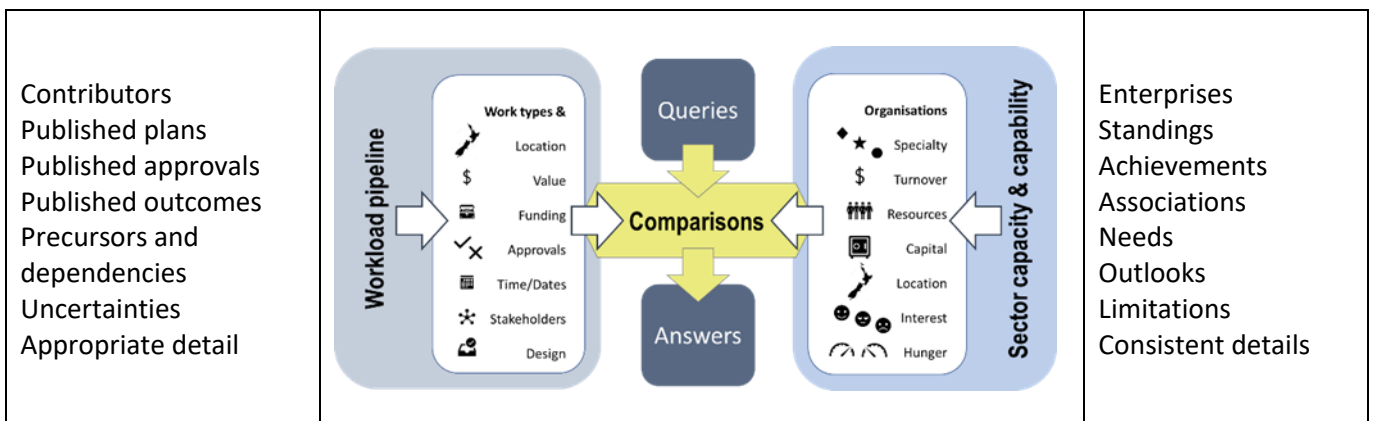 Contributors
Published plans
Published approvals
Published outcomes
Precursors and
dependencies
Uncertainties
Appropriate detail
Workload pipeline
Work types &
Location
$
Value
Funding
Approvals
Time/Dates
Stakeholders
Design
Queries
Comparisons
Answers
Organisations
Specialty
$
Turnover
Resources
Capital
Location
Interest
Hunger
Sector capacity & capability
Enterprises
Standings
Achievements
Associations
Needs
Outlooks
Limitations
Consistent details